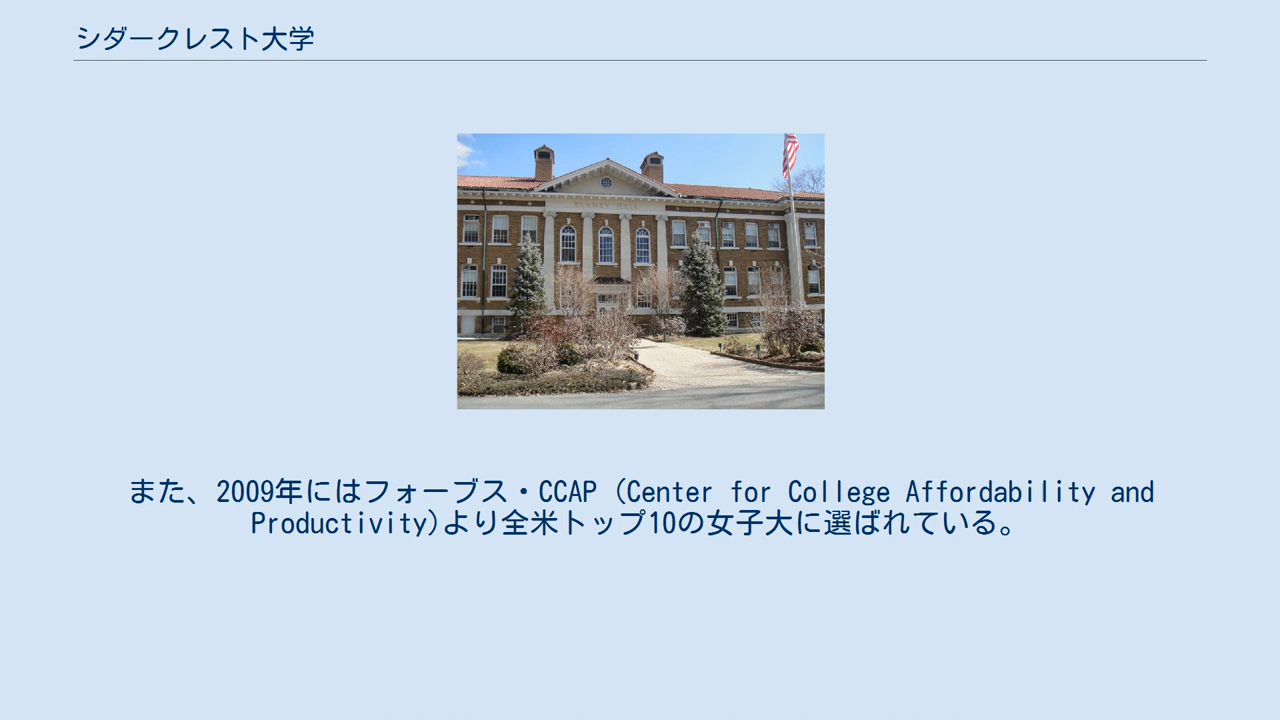 シダークレスト大学
BLANEY HALL
また、2009年にはフォーブス・CCAP (Center for College Affordability and
Productivity)より全米トップ10の女子大に選ばれている。